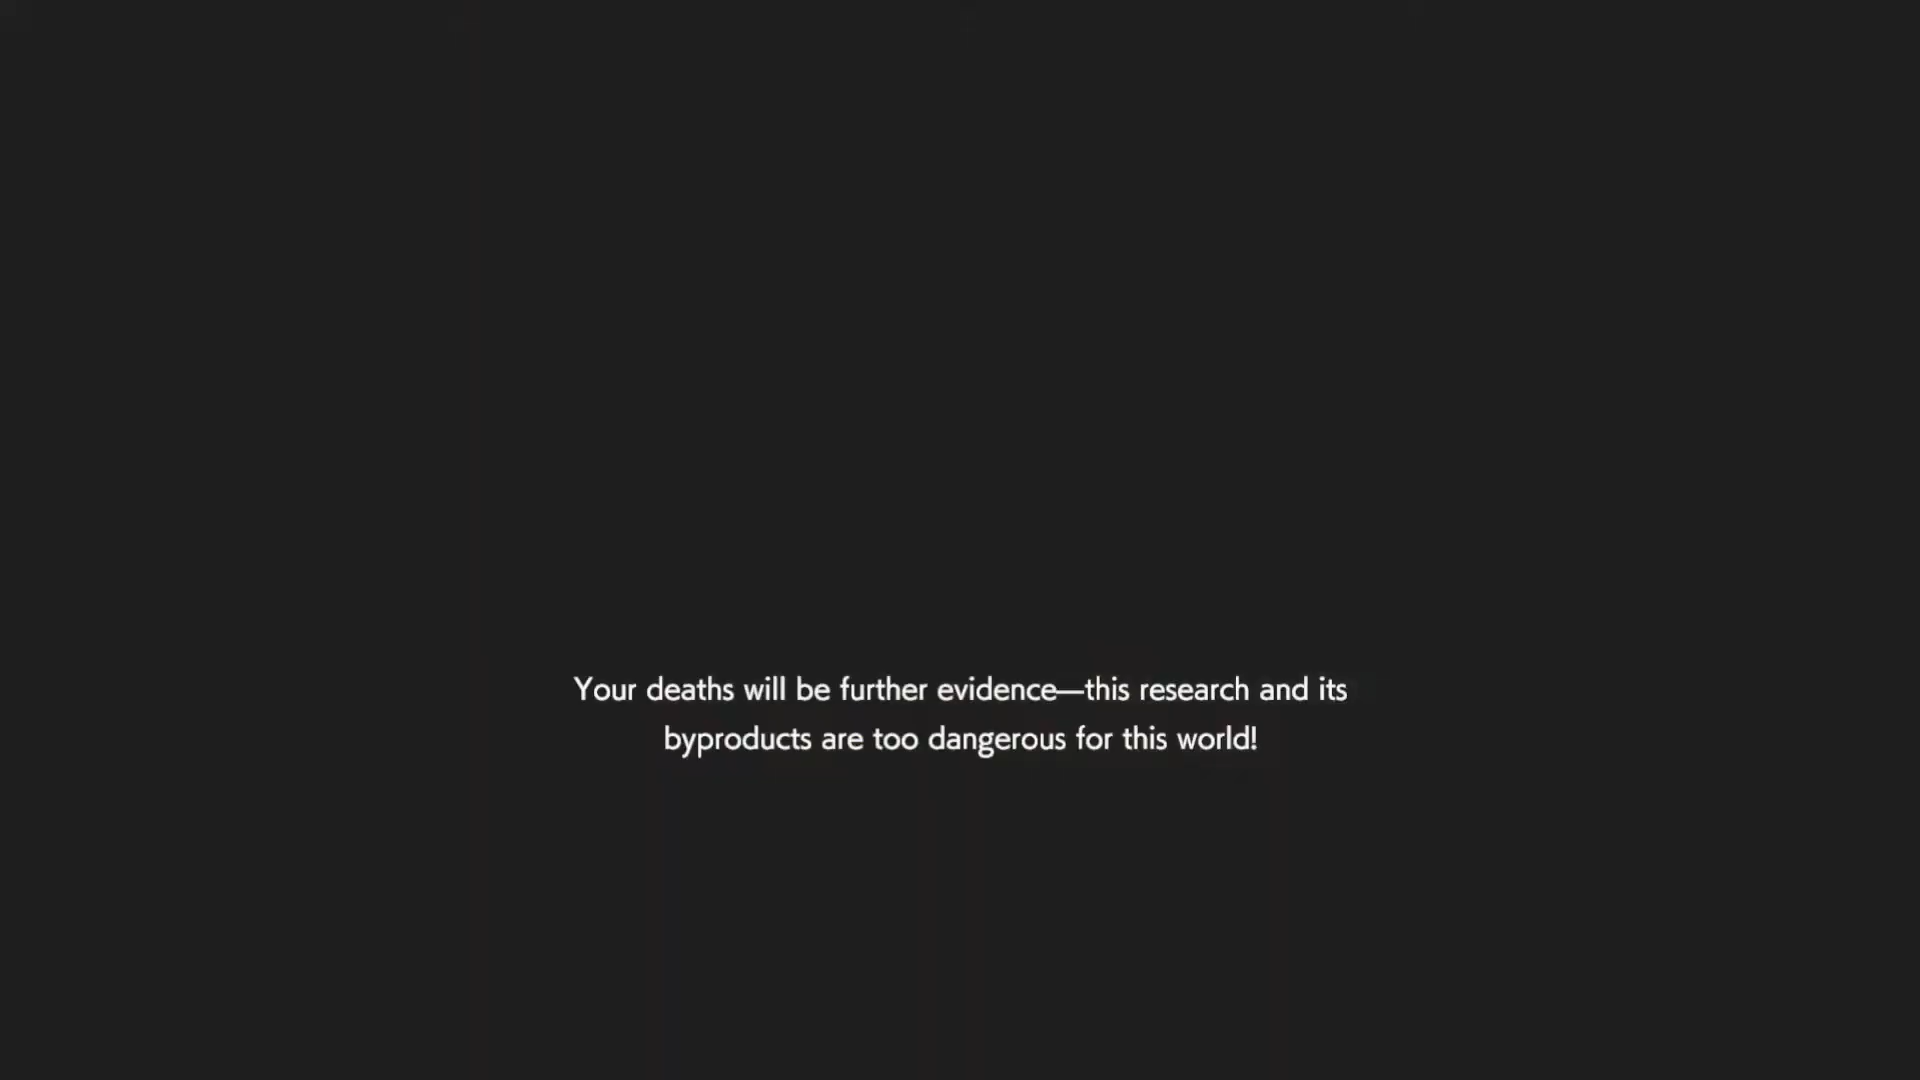 Your deaths will be further evidence—this research and its
byproducts are too dangerous for this world!